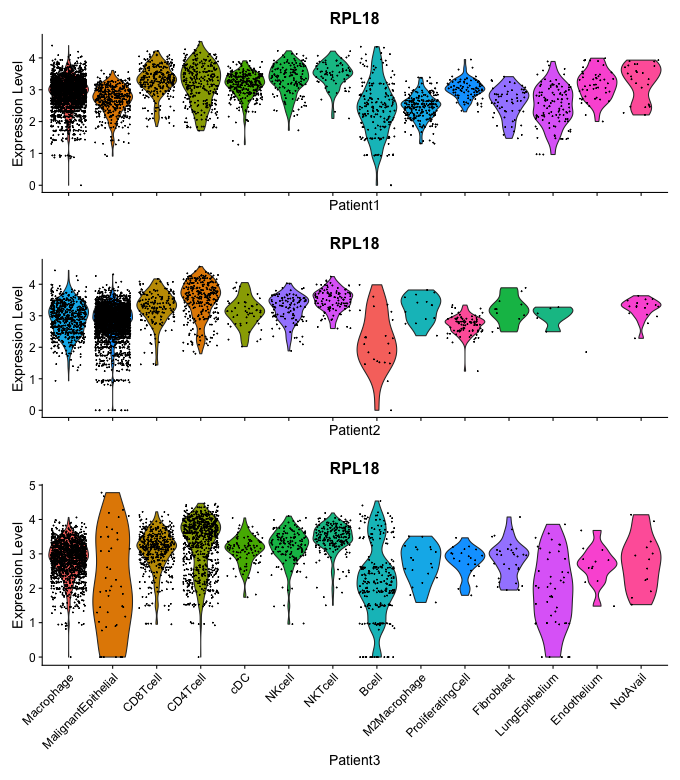 RPL18
Expression Level
4
3
2
1
0
Patient1
RPL18
Expression Level
4
3
2
1
0
Patient2
RPL18
Expression Level
5
4
3
2
1
0
Macrophage
MalignantEpithelial
CD8Tcell
CD4Tcell
cDC
NKcell
NKTcell
Bcell
M2Macrophage
ProliferatingCell
Fibroblast
LungEpithelium
Endothelium
NotAvail
Patient3